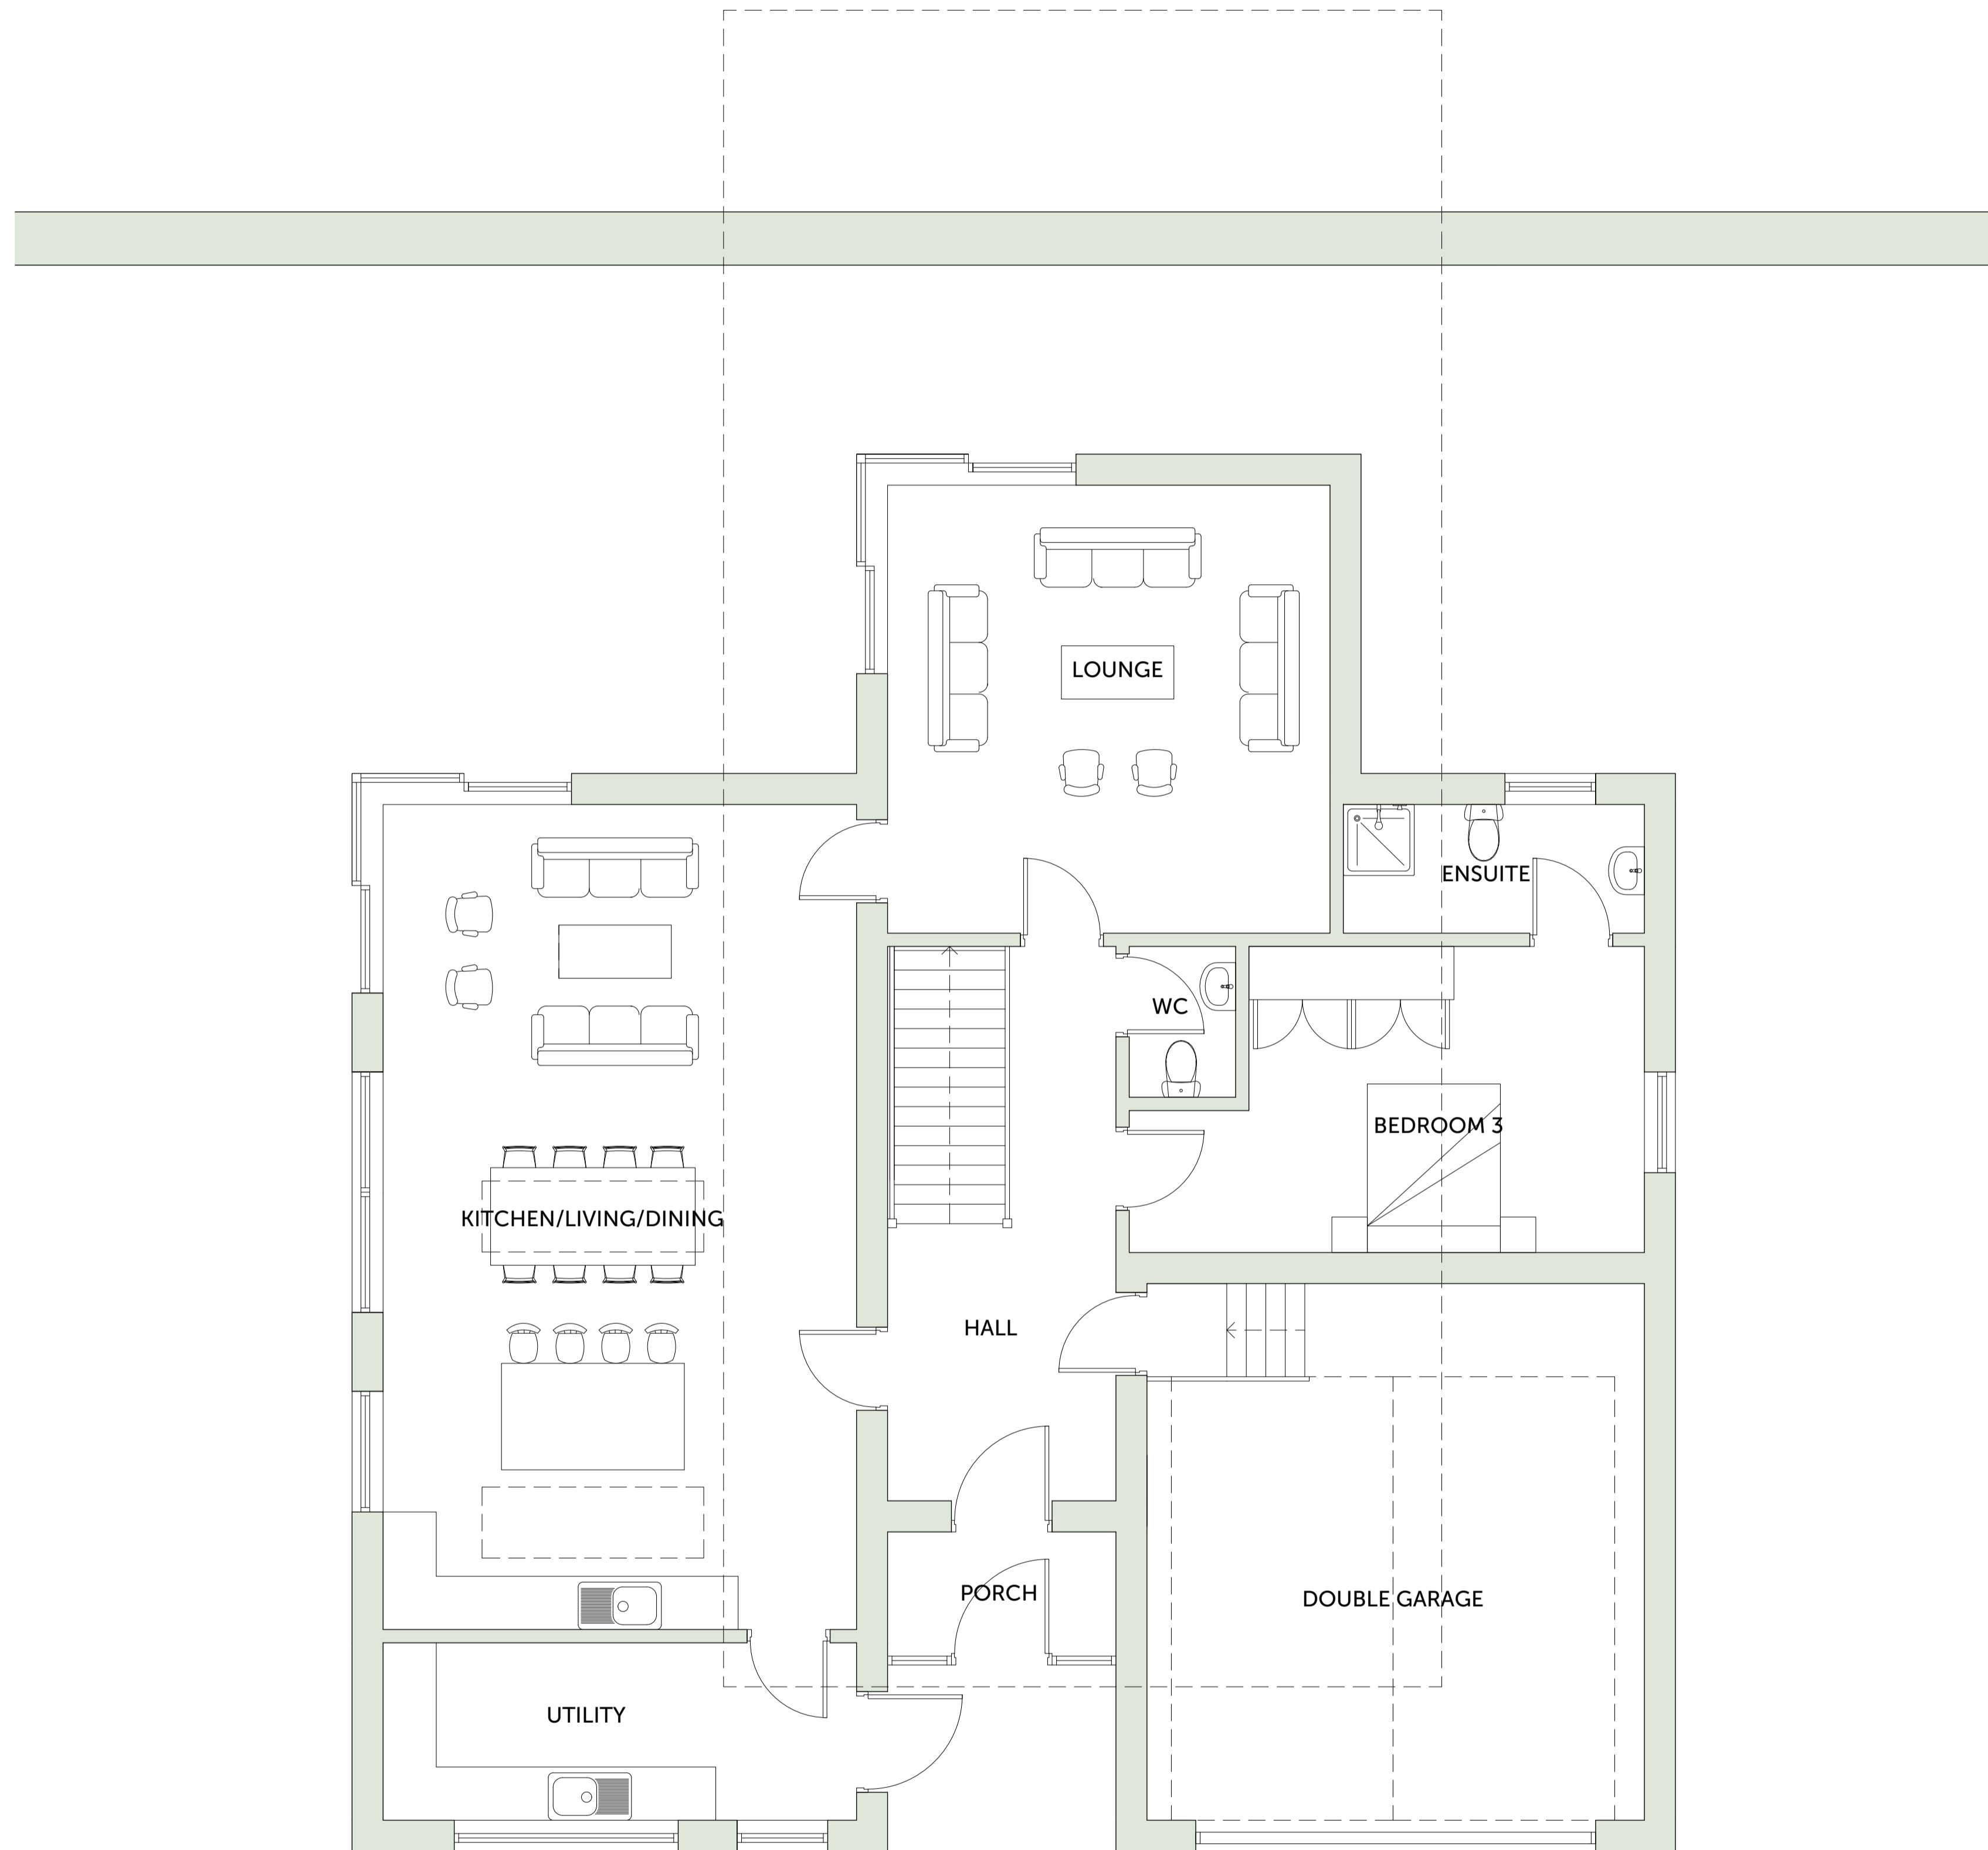 LOUNGE
ENSUITE
WC
BEDROOM 3
KITCHEN/LIVING/DINING
HALL
PORCH
DOUBLE GARAGE
UTILITY